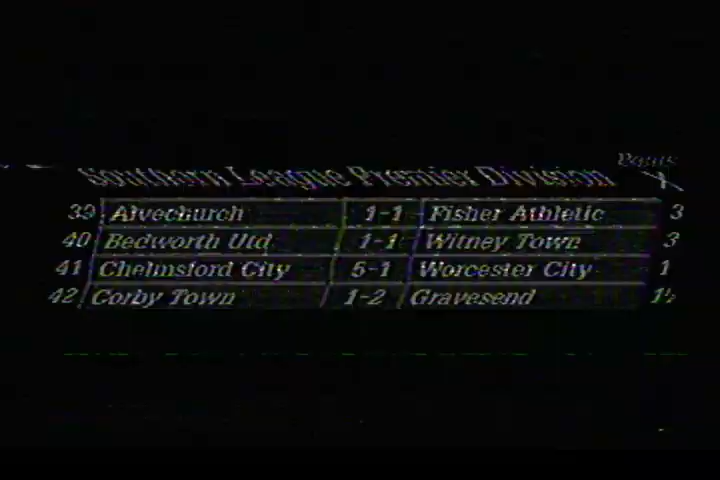 Southern League Premier Division
X
39 Alvechurch 1-1 Fisher Athletic 3
40 Bedworth Utd 1-1 Witney Town 3
41 Chelmsford City 5-1 Worcester City 1
42 Corby Town 1-2 Gravesend 1½